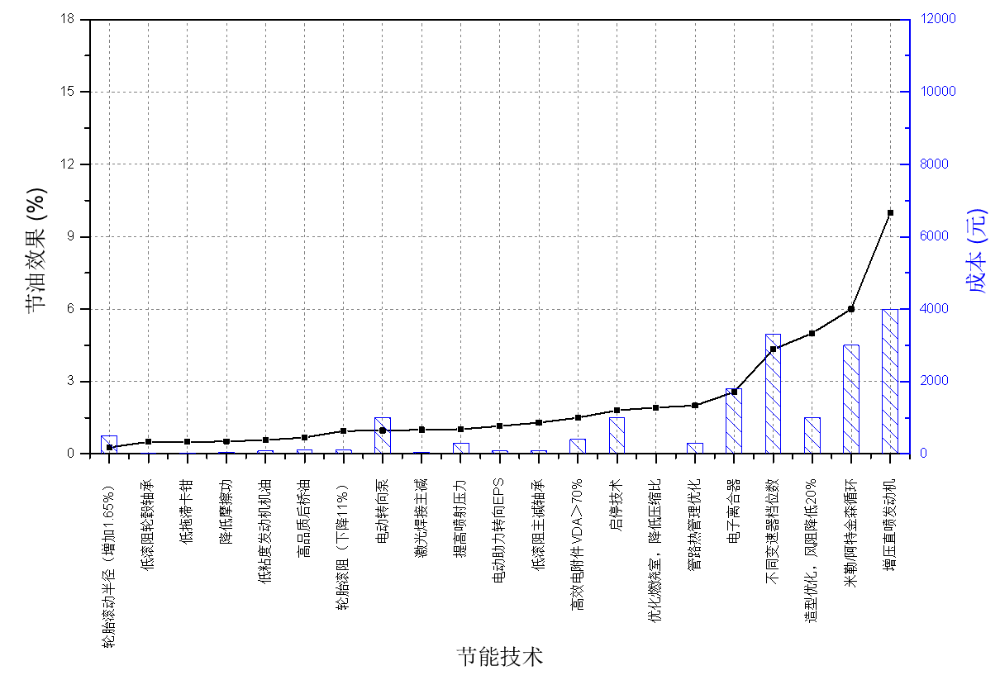 18
15
12
9
6
3
0
节油效果 (%)
12000
10000
8000
6000
4000
2000
0
成本 (元)
轮胎滚动半径（增加1.65%）
低滚阻轮毂轴承
低拖滞卡钳
降低摩擦功
低粘度发动机机油
高品质后桥油
轮胎滚阻（下降11%）
电动转向泵
激光焊接主减
提高喷射压力
电动助力转向EPS
低滚阻主减轴承
高效电附件VDA＞70%
启停技术
优化燃烧室，降低压缩比
管路热管理优化
电子离合器
不同变速器档位数
造型优化，风阻降低20%
米勒/阿特金森循环
增压直喷发动机
节能技术